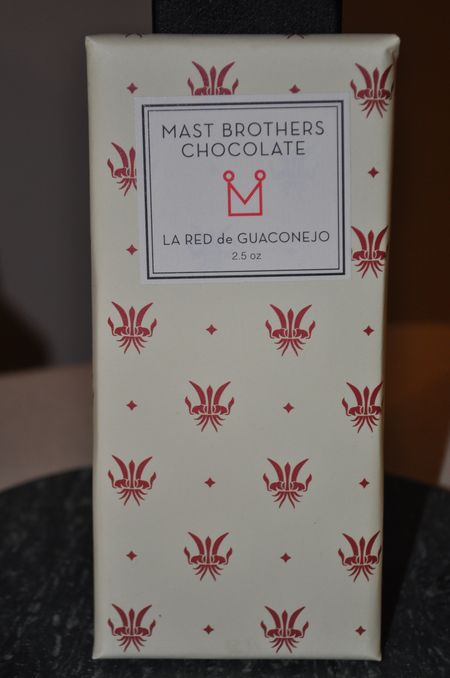 MAST BROTHERS
CHOCOLATE
LA RED de GUACONEJO
2.5 oz